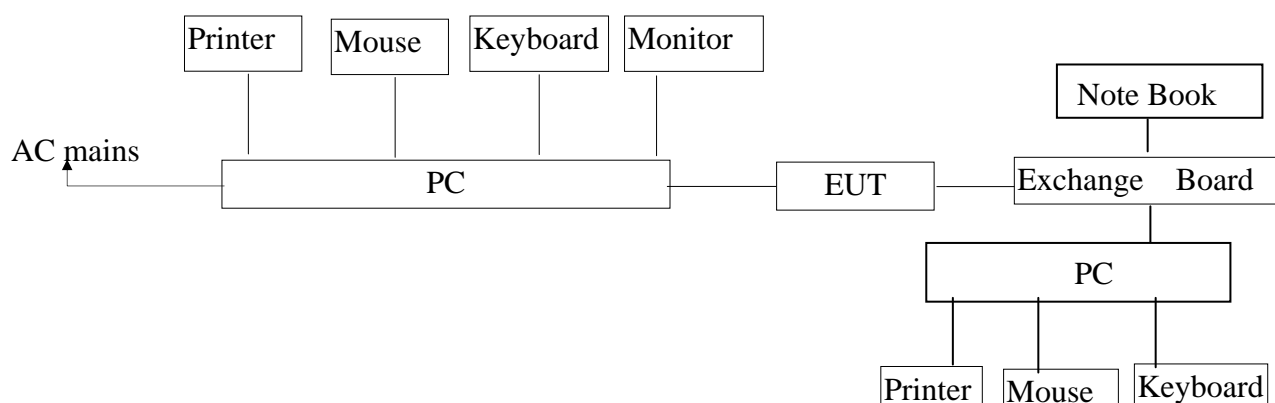 Printer
Mouse
Keyboard
Monitor
Note Book
AC mains
PC
EUT
Exchange Board
PC
Printer
Mouse
Keyboard